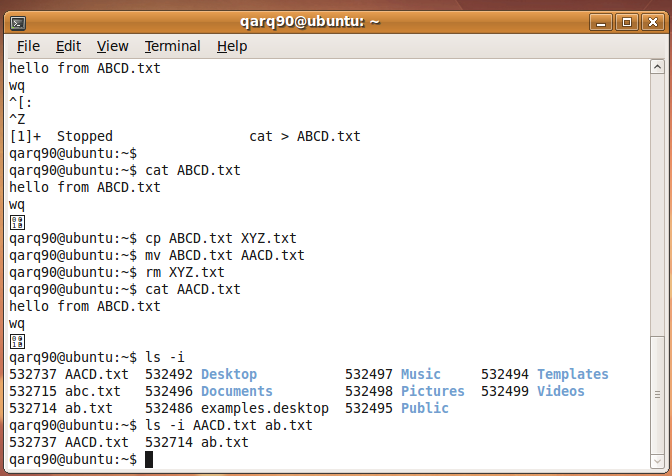 qarq90@ubuntu: ~
File Edit View Terminal Help
hello from ABCD.txt
wq
^[:
^Z
[1]+  Stopped                 cat > ABCD.txt
qarq90@ubuntu:~$
qarq90@ubuntu:~$ cat ABCD.txt
hello from ABCD.txt
wq
qarq90@ubuntu:~$ cp ABCD.txt XYZ.txt
qarq90@ubuntu:~$ mv ABCD.txt AACD.txt
qarq90@ubuntu:~$ rm XYZ.txt
qarq90@ubuntu:~$ cat AACD.txt
hello from ABCD.txt
wq
qarq90@ubuntu:~$ ls -i
532737 AACD.txt  532492 Desktop           532497 Music     532494 Templates
532715 abc.txt   532496 Documents         532498 Pictures  532499 Videos
532714 ab.txt    532486 examples.desktop  532495 Public
qarq90@ubuntu:~$ ls -i AACD.txt ab.txt
532737 AACD.txt  532714 ab.txt
qarq90@ubuntu:~$